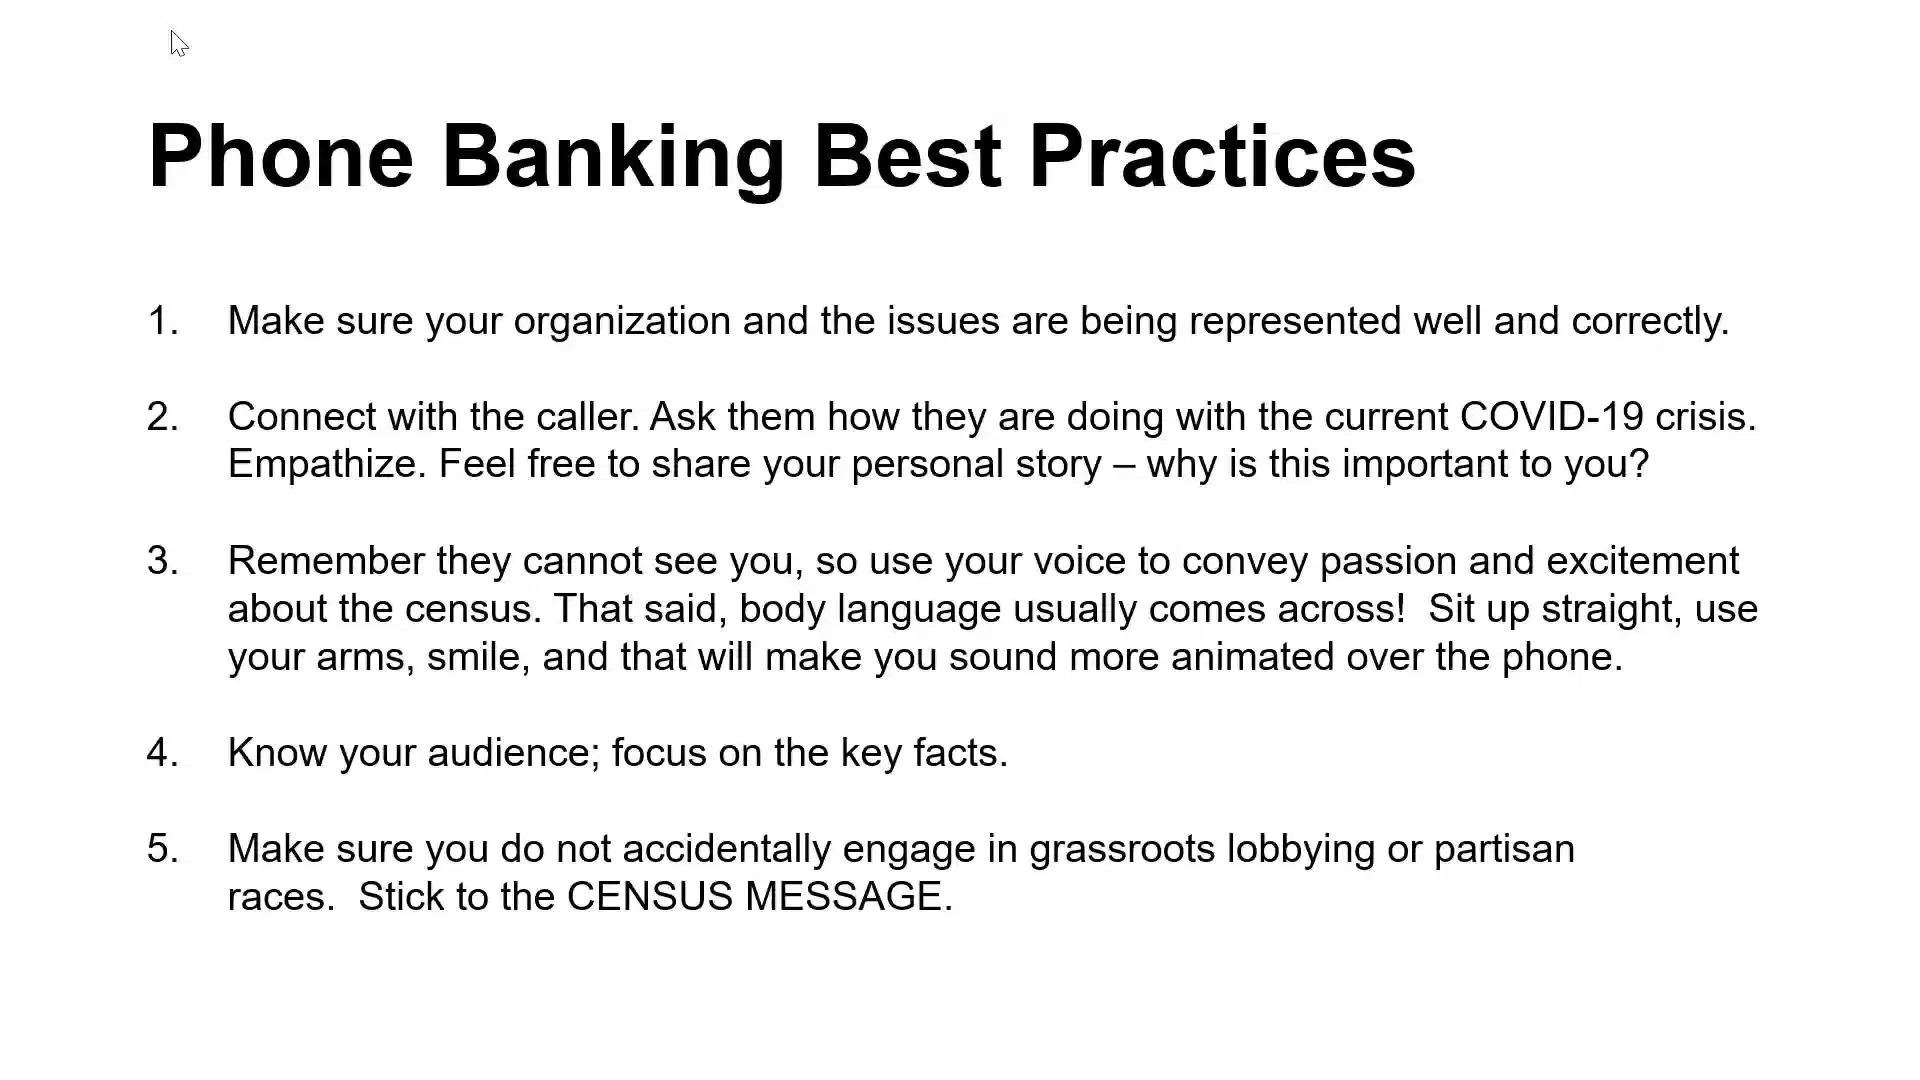 Phone Banking Best Practices
1. Make sure your organization and the issues are being represented well and correctly.
2. Connect with the caller. Ask them how they are doing with the current COVID-19 crisis.
Empathize. Feel free to share your personal story – why is this important to you?
3. Remember they cannot see you, so use your voice to convey passion and excitement
about the census. That said, body language usually comes across!  Sit up straight, use
your arms, smile, and that will make you sound more animated over the phone.
4. Know your audience; focus on the key facts.
5. Make sure you do not accidentally engage in grassroots lobbying or partisan
races.  Stick to the CENSUS MESSAGE.